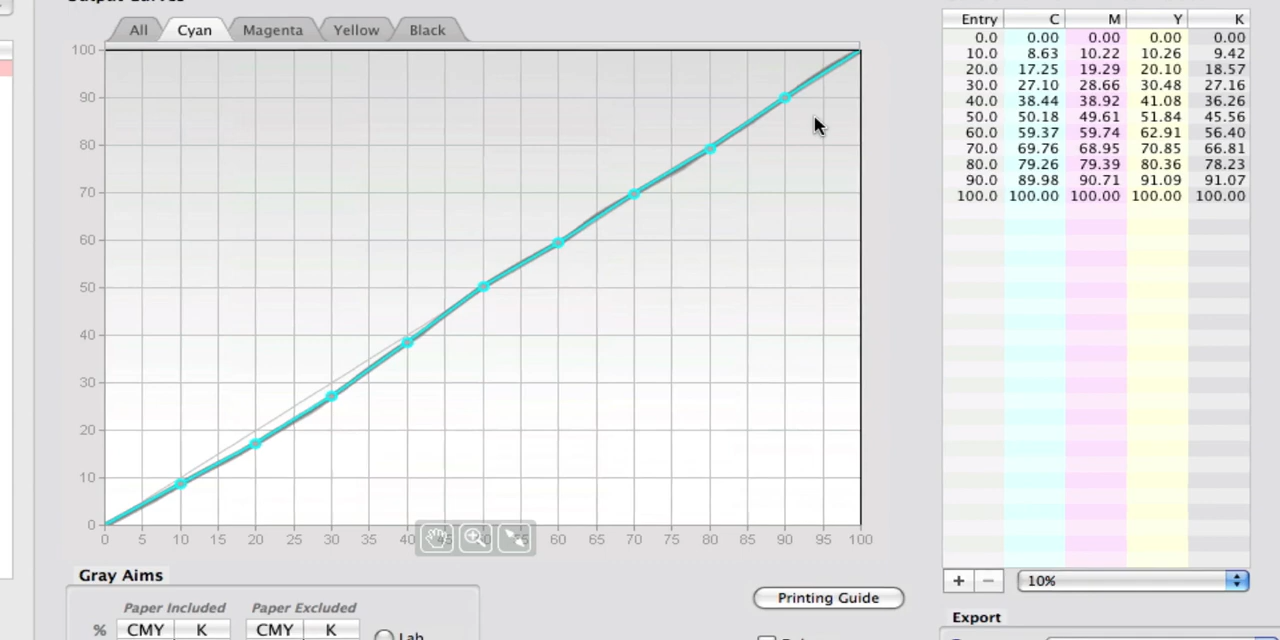 All Cyan Magenta Yellow Black
100
90
80
70
60
50
40
30
20
10
0
0 5 10 15 20 25 30 35 40 45 50 55 60 65 70 75 80 85 90 95 100
Entry C M Y K
0.0 0.00 0.00 0.00 0.00
10.0 8.63 10.22 10.26 9.42
20.0 17.25 19.29 20.10 18.57
30.0 27.10 28.66 30.48 27.16
40.0 38.44 38.92 41.08 36.26
50.0 50.18 49.61 51.84 45.56
60.0 59.37 59.74 62.91 56.40
70.0 69.76 68.95 70.85 66.81
80.0 79.26 79.39 80.36 78.23
90.0 89.98 90.71 91.09 91.07
100.0 100.00 100.00 100.00 100.00
+ − 10%
Gray Aims
Paper Included Paper Excluded
% CMY K CMY K Lab
Printing Guide
Export